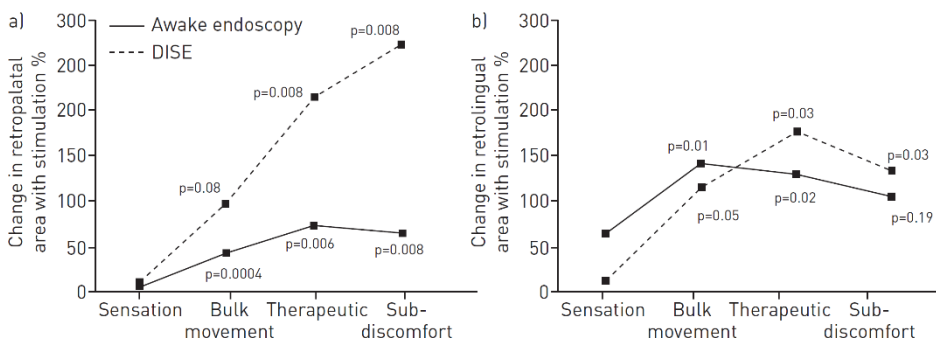 a)
Change in retropalatal
area with stimulation %
300
200
200
150
100
50
0
Awake endoscopy
DISE
p=0.008
p=0.008
p=0.08
p=0.0004
p=0.006
p=0.008
Sensation
Bulk
movement
Therapeutic
Sub-
discomfort
b)
Change in retrolingual
area with stimulation %
300
200
200
150
100
50
0
p=0.01
p=0.03
p=0.03
p=0.05
p=0.02
p=0.19
Sensation
Bulk
movement
Therapeutic
Sub-
discomfort